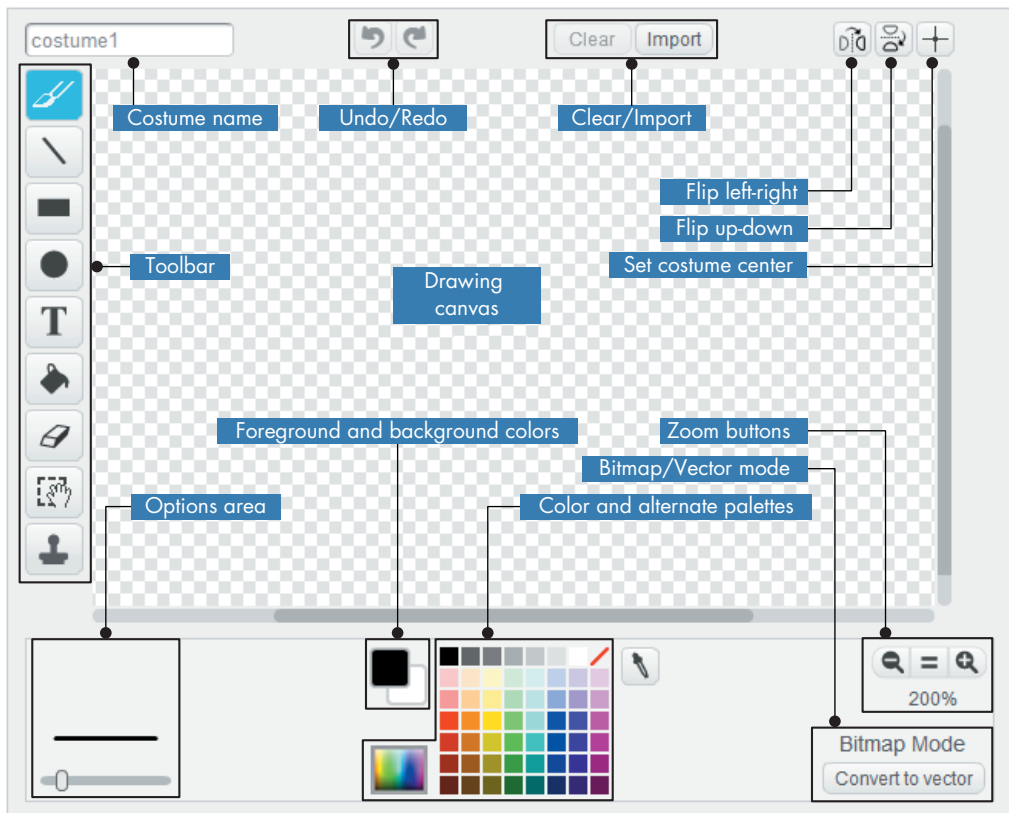 costume1
Clear Import
Costume name
Undo/Redo
Clear/Import
Flip left-right
Flip up-down
Set costume center
Toolbar
Drawing
canvas
T
Foreground and background colors
Zoom buttons
Bitmap/Vector mode
Options area
Color and alternate palettes
200%
Bitmap Mode
Convert to vector